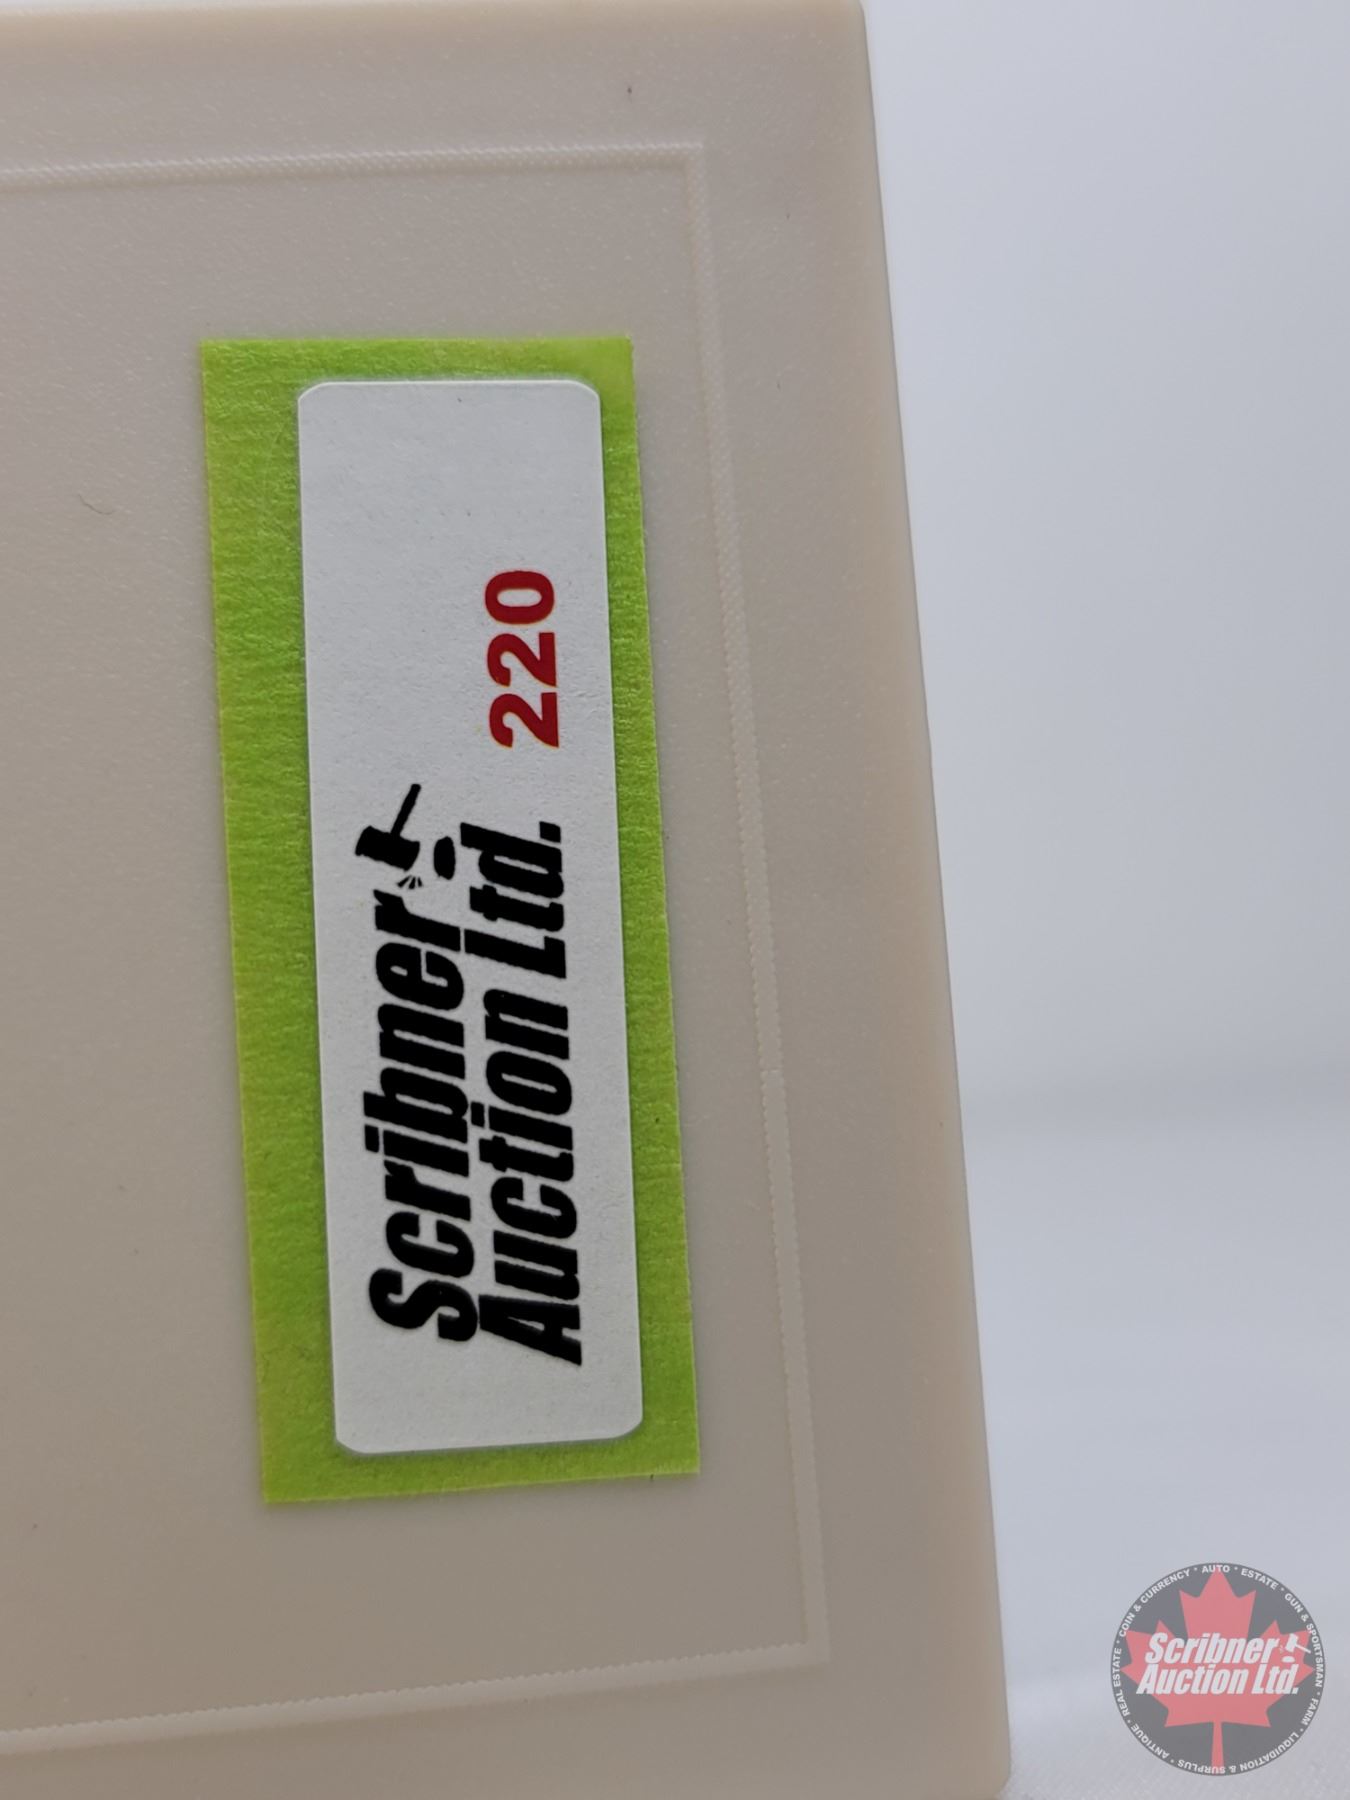 Scribner
Auction Ltd. 220
COIN & CURRENCY · AUTO · ESTATE · GUN & SPORTSMAN · FARM · LIQUIDATION & SURPLUS · ANTIQUE · REAL ESTATE ·
Scribner
Auction Ltd.